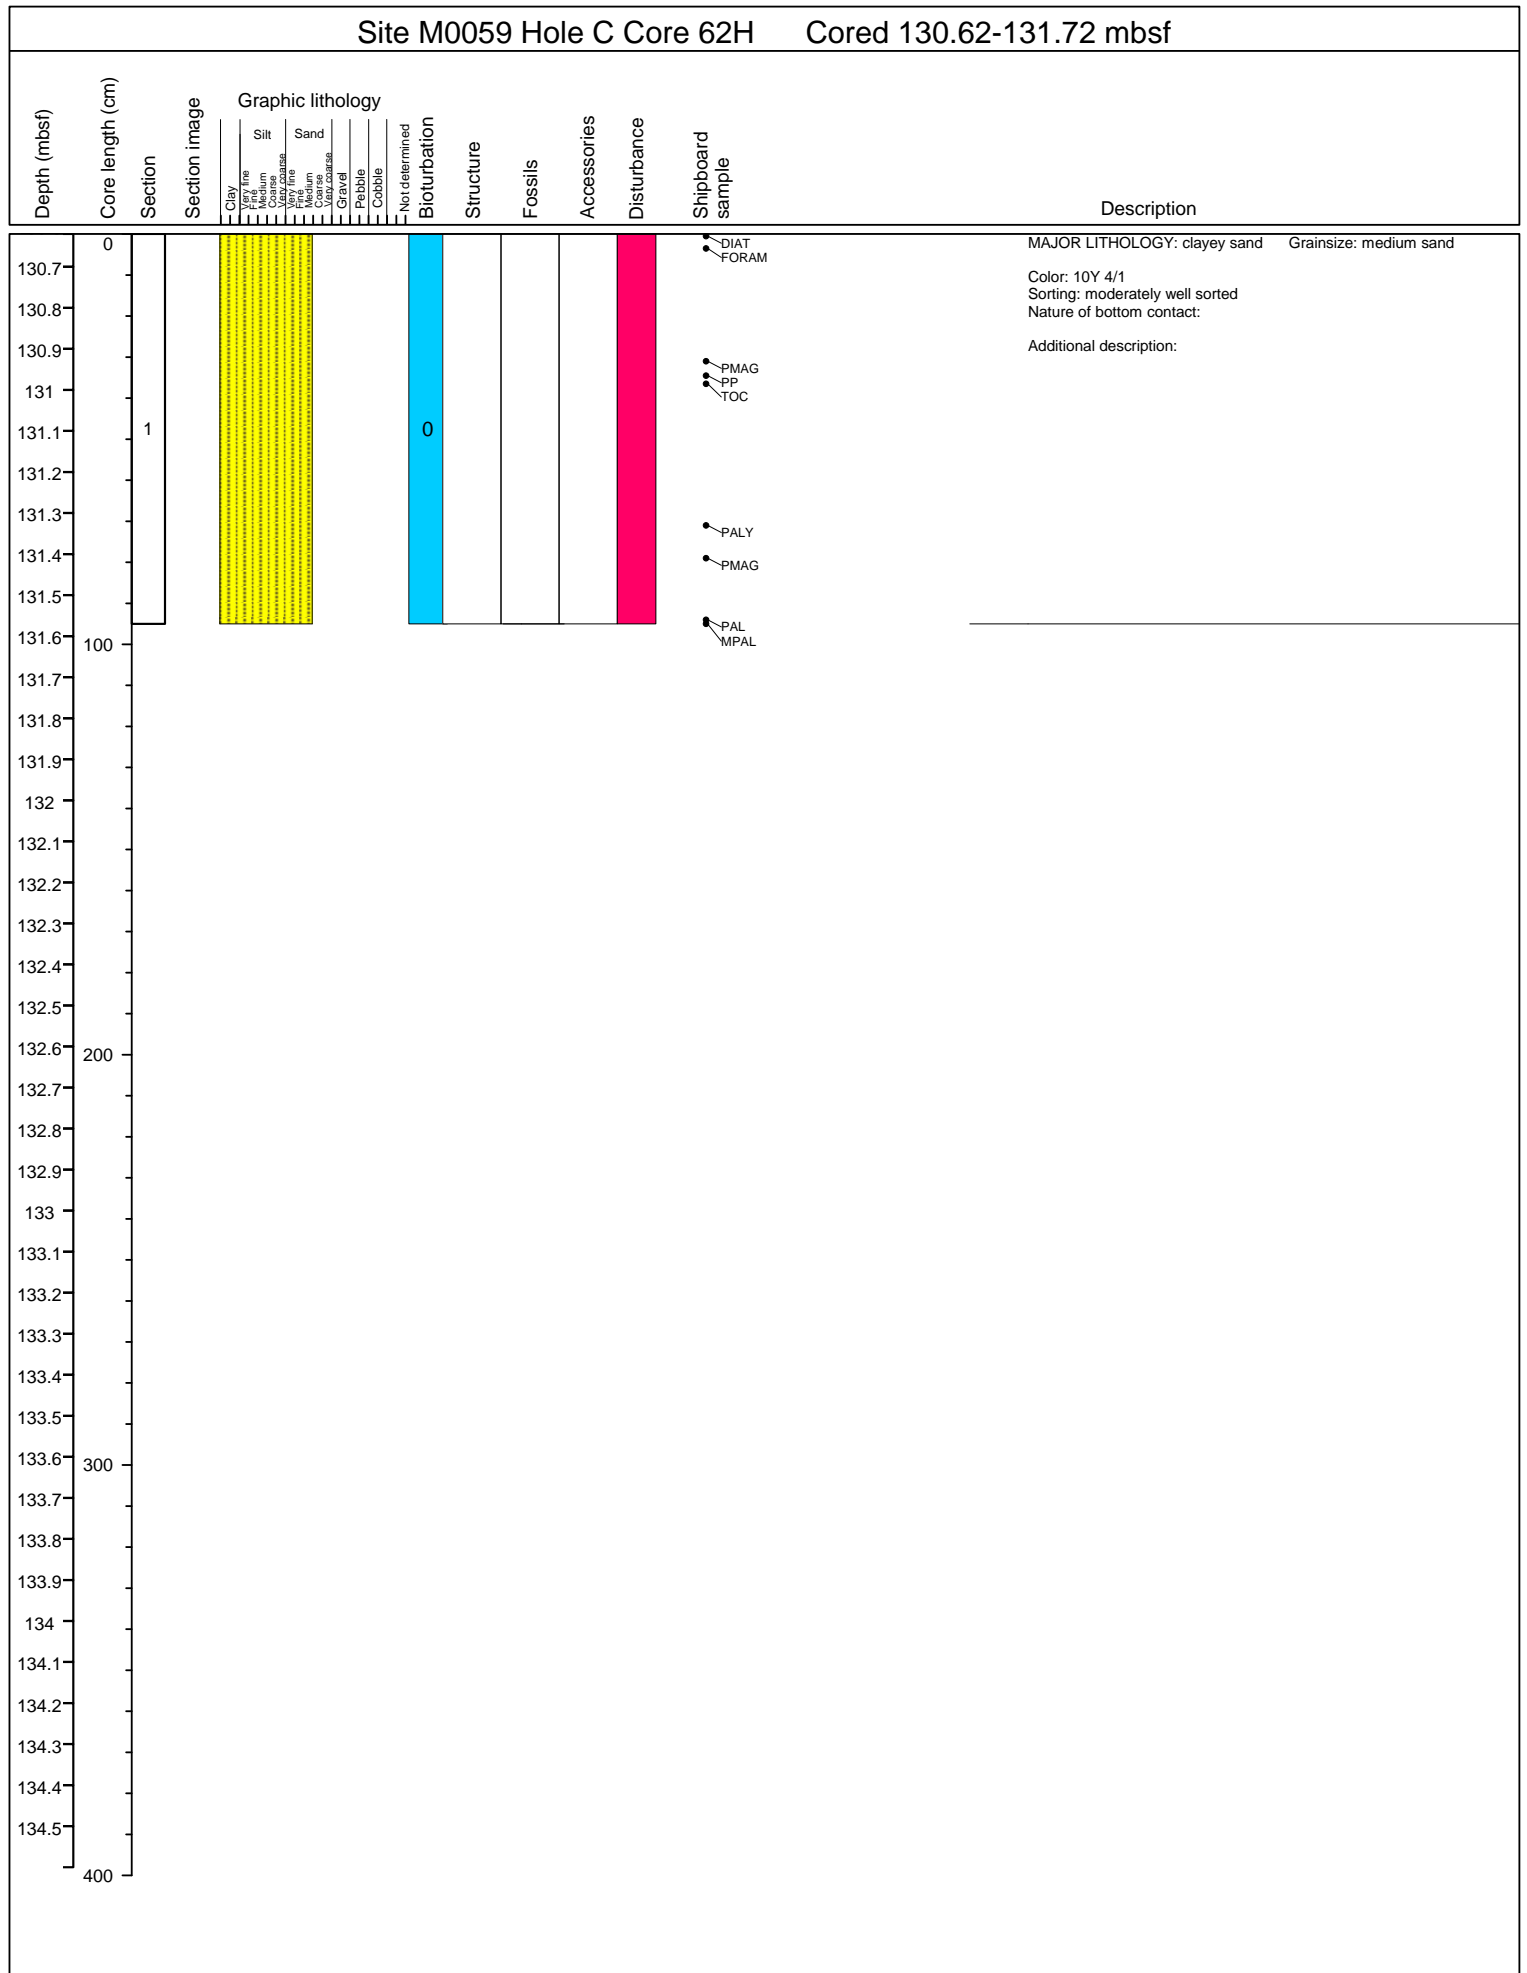 Site M0059 Hole C Core 62H Cored 130.62-131.72 mbsf
Depth (mbsf)
Core length (cm)
Section
Section image
Graphic lithology
Silt
Sand
Clay
Very fine
Fine
Medium
Coarse
Very coarse
Very fine
Fine
Medium
Coarse
Very coarse
Gravel
Pebble
Cobble
Not determined
Bioturbation
Structure
Fossils
Accessories
Disturbance
Shipboard
sample
Description
0
DIAT
FORAM
MAJOR LITHOLOGY: clayey sand Grainsize: medium sand
Color: 10Y 4/1
Sorting: moderately well sorted
Nature of bottom contact:
Additional description:
130.7
130.8
130.9
PMAG
PP
TOC
131
131.1
1
0
131.2
131.3
PALY
131.4
PMAG
131.5
PAL
MPAL
131.6
100
131.7
131.8
131.9
132
132.1
132.2
132.3
132.4
132.5
132.6
200
132.7
132.8
132.9
133
133.1
133.2
133.3
133.4
133.5
133.6
300
133.7
133.8
133.9
134
134.1
134.2
134.3
134.4
134.5
400